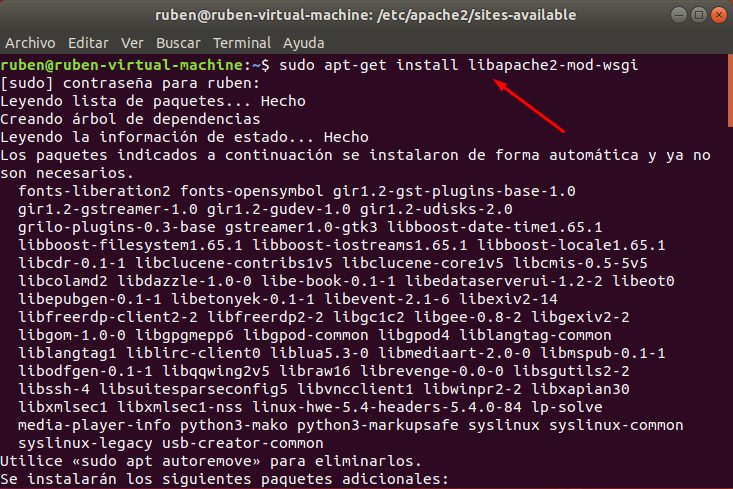 ruben@ruben-virtual-machine: /etc/apache2/sites-available
Archivo Editar Ver Buscar Terminal Ayuda
ruben@ruben-virtual-machine:~$ sudo apt-get install libapache2-mod-wsgi
[sudo] contraseña para ruben:
Leyendo lista de paquetes... Hecho
Creando árbol de dependencias
Leyendo la información de estado... Hecho
Los paquetes indicados a continuación se instalaron de forma automática y ya no
son necesarios.
fonts-liberation2 fonts-opensymbol gir1.2-gst-plugins-base-1.0
gir1.2-gstreamer-1.0 gir1.2-gudev-1.0 gir1.2-udisks-2.0
grilo-plugins-0.3-base gstreamer1.0-gtk3 libboost-date-time1.65.1
libboost-filesystem1.65.1 libboost-iostreams1.65.1 libboost-locale1.65.1
libcdr-0.1-1 libclucene-contribs1v5 libclucene-core1v5 libcmis-0.5-5v5
libcolamd2 libdazzle-1.0-0 libe-book-0.1-1 libedataserverui-1.2-2 libeot0
libepubgen-0.1-1 libetonyek-0.1-1 libevent-2.1-6 libexiv2-14
libfreerdp-client2-2 libfreerdp2-2 libgc1c2 libgee-0.8-2 libgexiv2-2
libgom-1.0-0 libgpgmepp6 libgpod-common libgpod4 liblangtag-common
liblangtag1 liblirc-client0 liblua5.3-0 libmediaart-2.0-0 libmspub-0.1-1
libodfgen-0.1-1 libqqwing2v5 libraw16 librevenge-0.0-0 libsgutils2-2
libssh-4 libsuitesparseconfig5 libvncclient1 libwinpr2-2 libxapian30
libxmlsec1 libxmlsec1-nss linux-hwe-5.4-headers-5.4.0-84 lp-solve
media-player-info python3-mako python3-markupsafe syslinux syslinux-common
syslinux-legacy usb-creator-common
Utilice «sudo apt autoremove» para eliminarlos.
Se instalarán los siguientes paquetes adicionales: